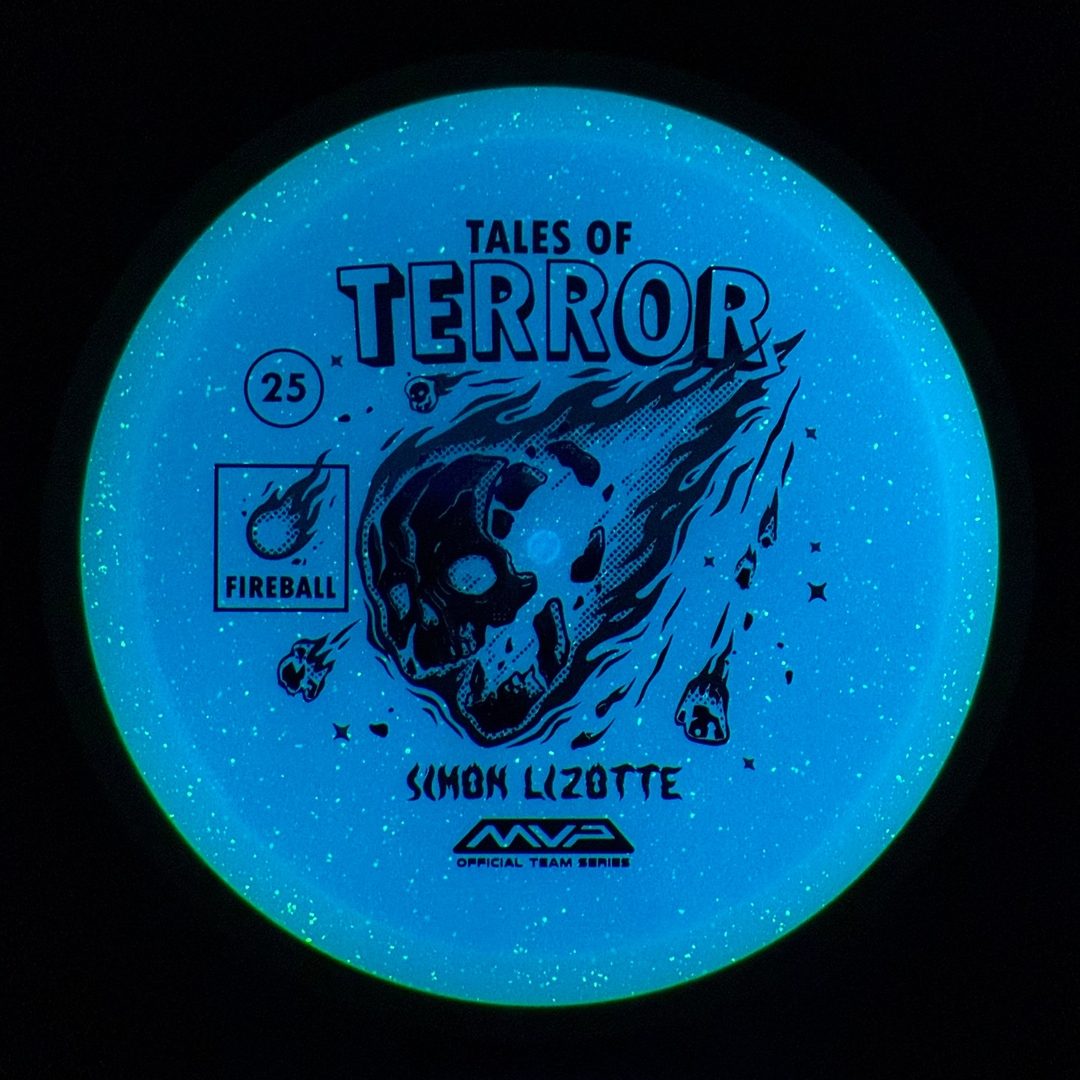 TALES OF
TERROR
25
FIREBALL
SIMON LIZOTTE
MVP
OFFICIAL TEAM SERIES